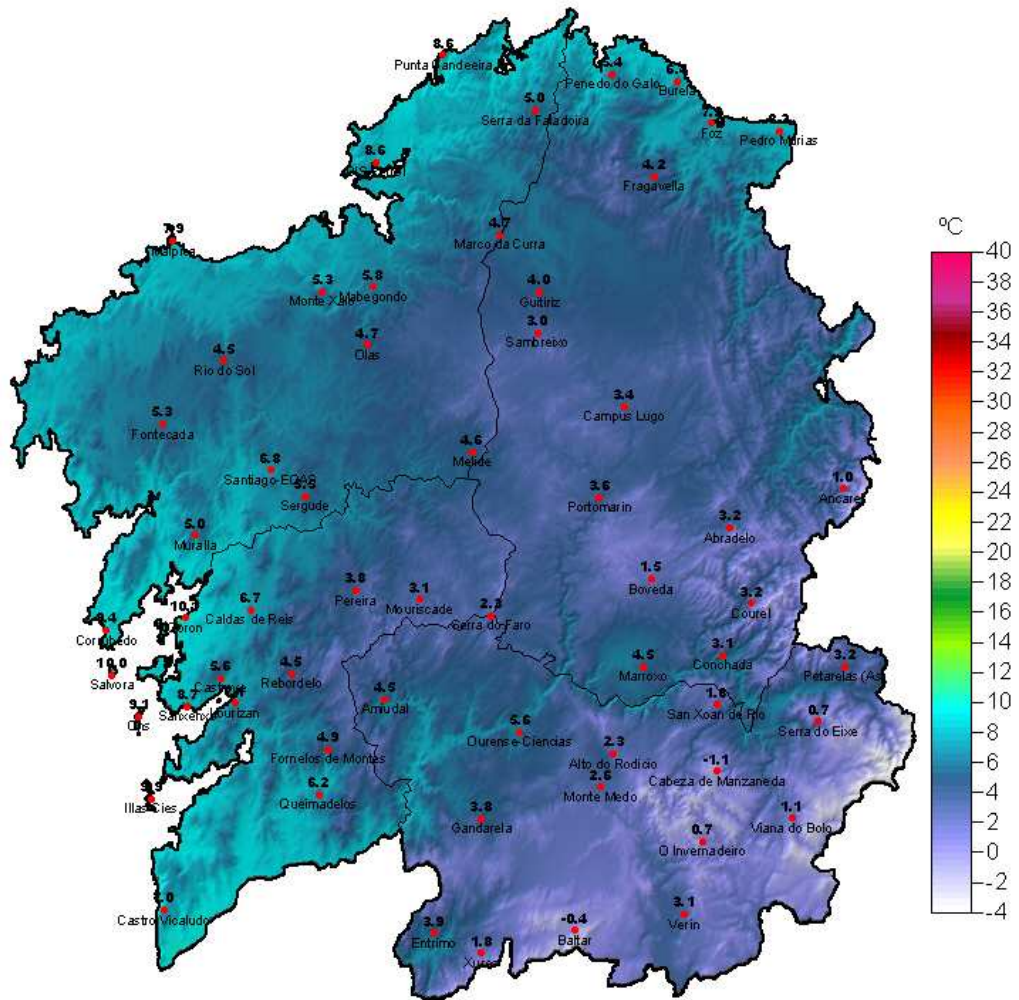 8.6
Punta Candeeira
5.4
Penedo do Galo
Burela
5.0
Serra da Faladoira
Foz
Pedro Murias
8.6
4.2
Fragavella
4.7
Marco da Curra
7.9
Malpica
5.3
Monte Xalo
5.8
Mabegondo
4.0
Guitiriz
3.0
Sambreixo
4.7
Olas
4.5
Rio do Sol
3.4
Campus Lugo
5.3
Fontecada
4.6
Melide
6.8
Santiago-EOAS
5.5
Sergude
3.6
Portomarin
1.0
Ancares
3.2
Abradelo
5.0
Muralla
1.5
Boveda
3.2
Courel
3.8
Pereira
3.1
Mouriscade
6.7
Caldas de Reis
2.3
Serra do Faro
9.4
Corrubedo
10.0
Salvora
5.6
4.5
Rebordelo
4.5
Marroxo
3.1
Conchada
3.2
Petarelas (As)
8.7
Sanxenxo
Lourizan
4.5
Amiudal
1.8
San Xoan de Rio
0.7
Serra do Eixe
9.1
Ons
5.6
Ourense-Ciencias
4.9
Fornelos de Montes
2.3
Alto do Rodicio
-1.1
Cabeza de Manzaneda
6.2
Queimadelos
2.6
Monte Medo
9.9
Illas Cies
3.8
Gandarela
1.1
Viana do Bolo
0.7
O Invernadeiro
Castro Vicaludo
3.9
Entrimo
-0.4
Baltar
3.1
Verin
1.8
Xures
ºC
40
38
36
34
32
30
28
26
24
22
20
18
16
14
12
10
8
6
4
2
0
-2
-4